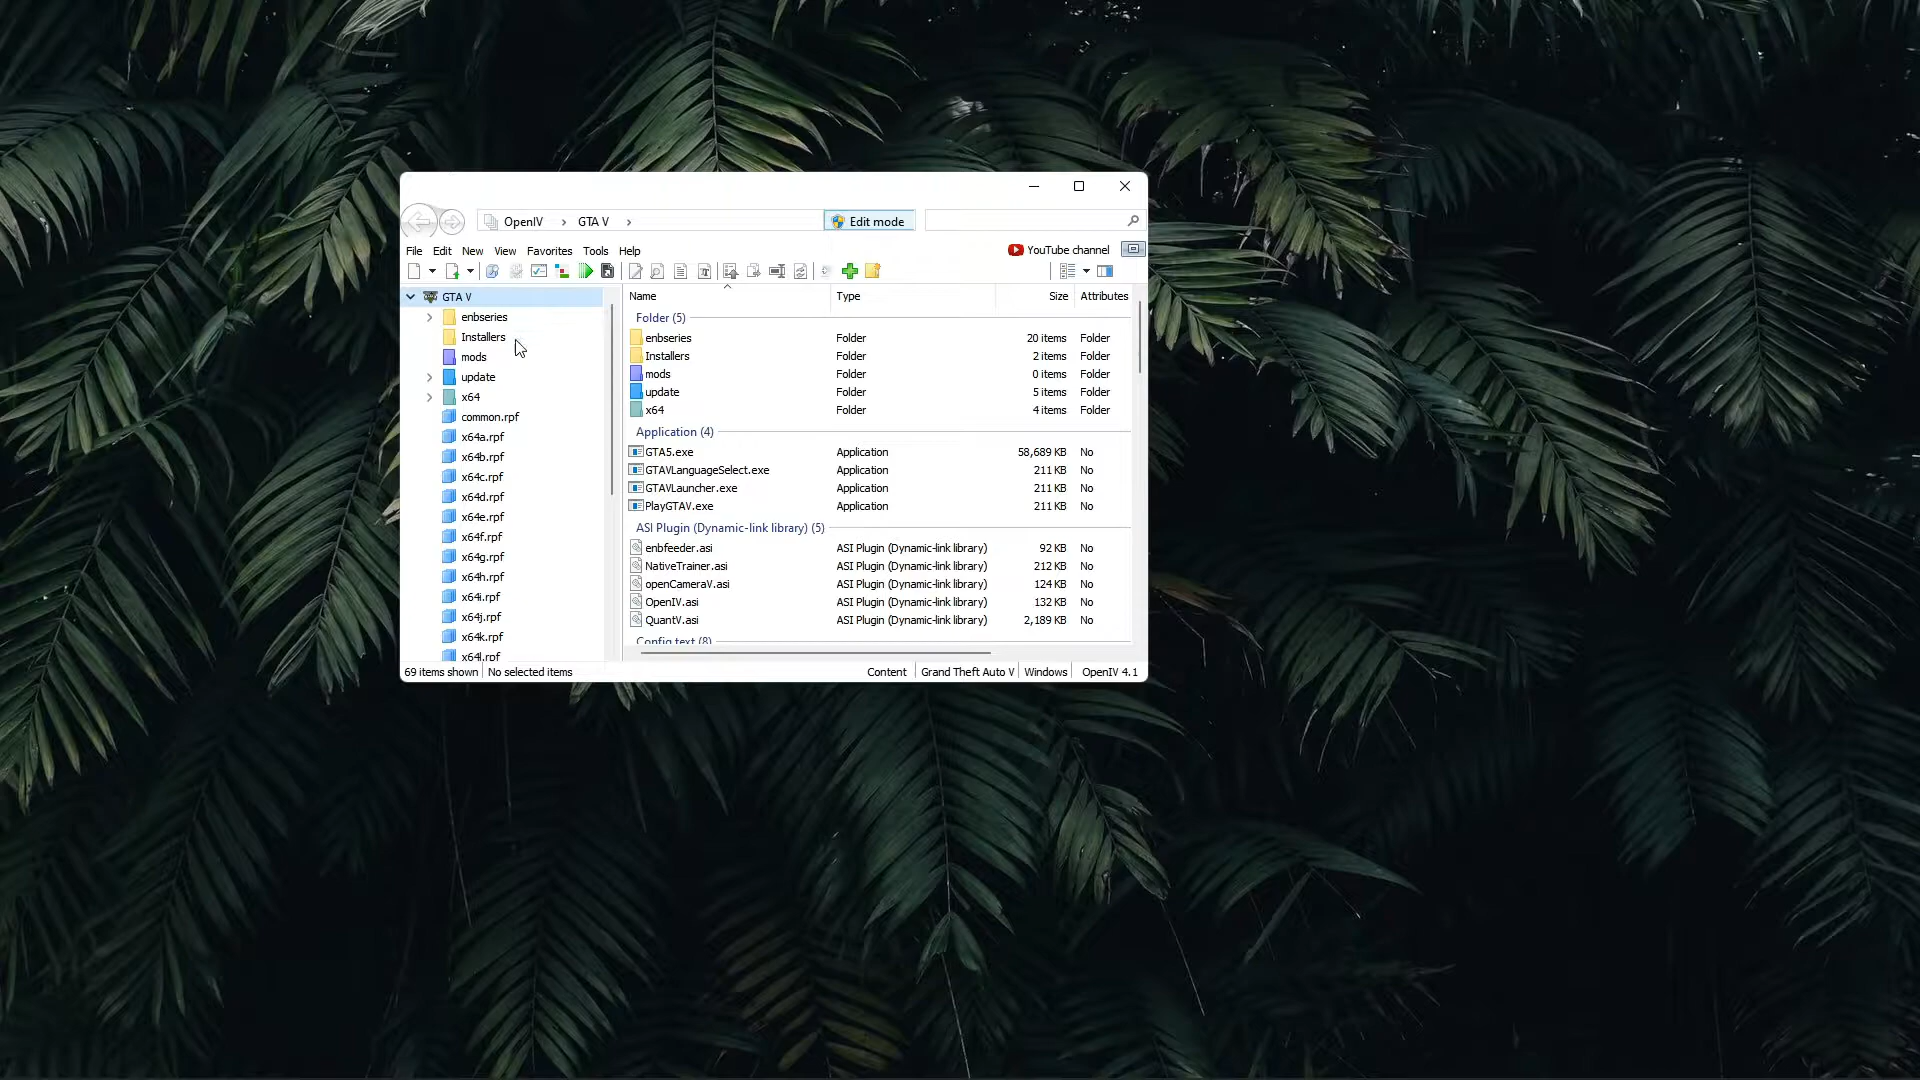 OpenIV > GTA V >
Edit mode
File Edit New View Favorites Tools Help
YouTube channel
GTA V
enbseries
Installers
mods
update
x64
common.rpf
x64a.rpf
x64b.rpf
x64c.rpf
x64d.rpf
x64e.rpf
x64f.rpf
x64g.rpf
x64h.rpf
x64i.rpf
x64j.rpf
x64k.rpf
x64l.rpf
Name Type Size Attributes
Folder (5)
enbseries Folder 20 items Folder
Installers Folder 2 items Folder
mods Folder 0 items Folder
update Folder 5 items Folder
x64 Folder 4 items Folder
Application (4)
GTA5.exe Application 58,689 KB No
GTAVLanguageSelect.exe Application 211 KB No
GTAVLauncher.exe Application 211 KB No
PlayGTAV.exe Application 211 KB No
ASI Plugin (Dynamic-link library) (5)
enbfeeder.asi ASI Plugin (Dynamic-link library) 92 KB No
NativeTrainer.asi ASI Plugin (Dynamic-link library) 212 KB No
openCameraV.asi ASI Plugin (Dynamic-link library) 124 KB No
OpenIV.asi ASI Plugin (Dynamic-link library) 132 KB No
QuantV.asi ASI Plugin (Dynamic-link library) 2,189 KB No
Config text (8)
69 items shown No selected items Content Grand Theft Auto V Windows OpenIV 4.1